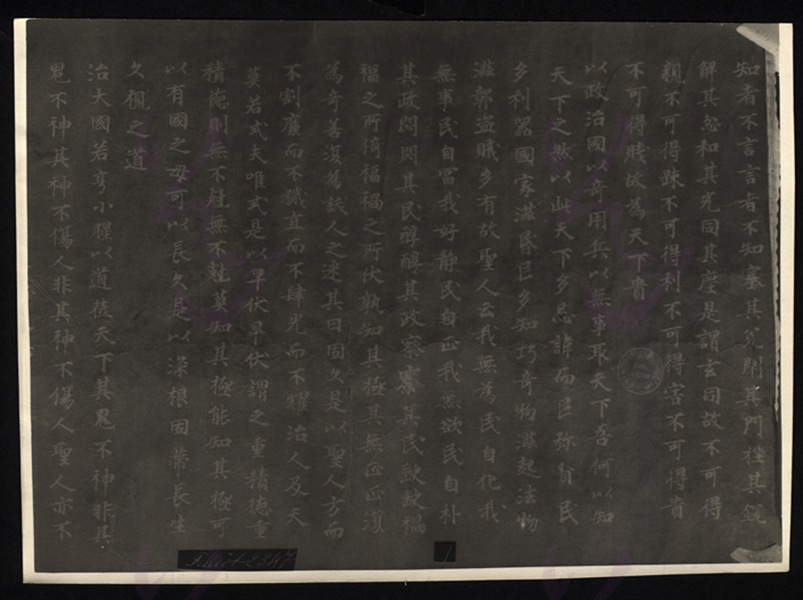 知者不言言者不知塞其兊閇其門挫其銳
解其忿和其光同其塵是謂玄同故不可得
親不可得踈不可得利不可得害不可得貴
不可得賤故為天下貴
以政治國以奇用兵以無事取天下吾何以知
天下之然以此天下多忌諱而民弥貧民
多利器國家滋昬民多知巧奇物滋起法物
滋彰盗賊多有故聖人云我無為民自化我
無事民自冨我好静民自正我無欲民自朴
其政悶悶其民醇醇其政察察其民缺缺禍
福之所倚福禍之所伏孰知其極其無正正復
為奇善復為訞人之迷其日固久是以聖人方而
不割廉而不穢直而不肆光而不耀治人及天
莫若式夫唯式是以早伏早伏謂之重積德重
積德則無不尅無不尅莫知其極能知其極可
以有國之母可以長久是以深根固蔕長生
久視之道
治大國若亨小腥以道莅天下其鬼不神非其
鬼不神其神不傷人非其神不傷人聖人亦不
Pelliot 2347
1